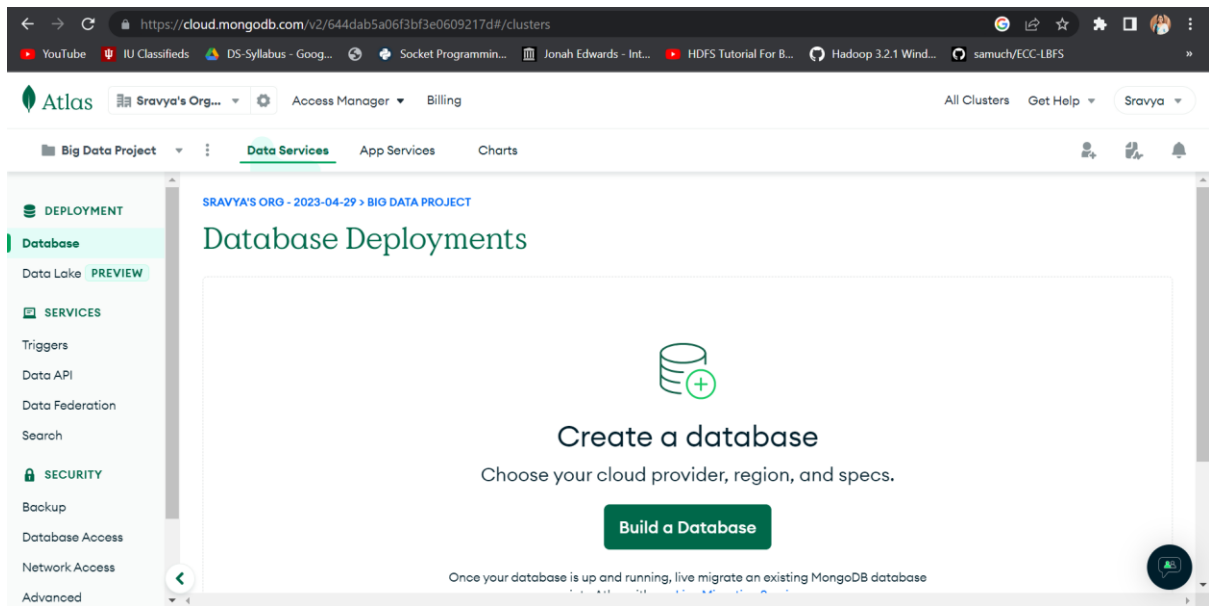 https://cloud.mongodb.com/v2/644dab5a06f3bf3e0609217d#/clusters
YouTube IU Classifieds DS-Syllabus - Goog... Socket Programmin... Jonah Edwards - Int... HDFS Tutorial For B... Hadoop 3.2.1 Wind... samuch/ECC-LBFS »
Atlas Sravya's Org... Access Manager Billing All Clusters Get Help Sravya
Big Data Project Data Services App Services Charts
DEPLOYMENT
Database
Data Lake PREVIEW
SERVICES
Triggers
Data API
Data Federation
Search
SECURITY
Backup
Database Access
Network Access
Advanced
SRAVYA'S ORG - 2023-04-29 > BIG DATA PROJECT
Database Deployments
Create a database
Choose your cloud provider, region, and specs.
Build a Database
Once your database is up and running, live migrate an existing MongoDB database